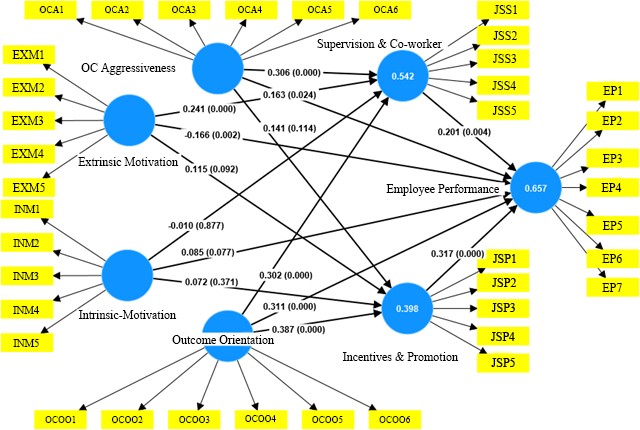 OCA1
OCA2
OCA3
OCA4
OCA5
OCA6
JSS1
JSS2
JSS3
JSS4
JSS5
Supervision & Co-worker
0.542
OC Aggressiveness
EXM1
EXM2
EXM3
EXM4
EXM5
Extrinsic Motivation
0.306 (0.000)
0.163 (0.024)
0.241 (0.000)
0.141 (0.114)
-0.166 (0.002)
0.115 (0.092)
0.201 (0.004)
EP1
EP2
EP3
EP4
EP5
EP6
EP7
Employee Performance
0.657
INM1
INM2
INM3
INM4
INM5
Intrinsic-Motivation
-0.010 (0.877)
0.085 (0.077)
0.072 (0.371)
0.302 (0.000)
0.311 (0.000)
0.387 (0.000)
0.317 (0.000)
Outcome Orientation
0.398
Incentives & Promotion
JSP1
JSP2
JSP3
JSP4
JSP5
OCOO1
OCOO2
OCOO3
OCOO4
OCOO5
OCOO6